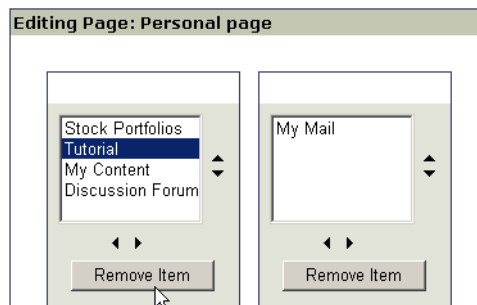 Editing Page: Personal page
Stock Portfolios
Tutorial
My Content
Discussion Forum
Remove Item
My Mail
Remove Item